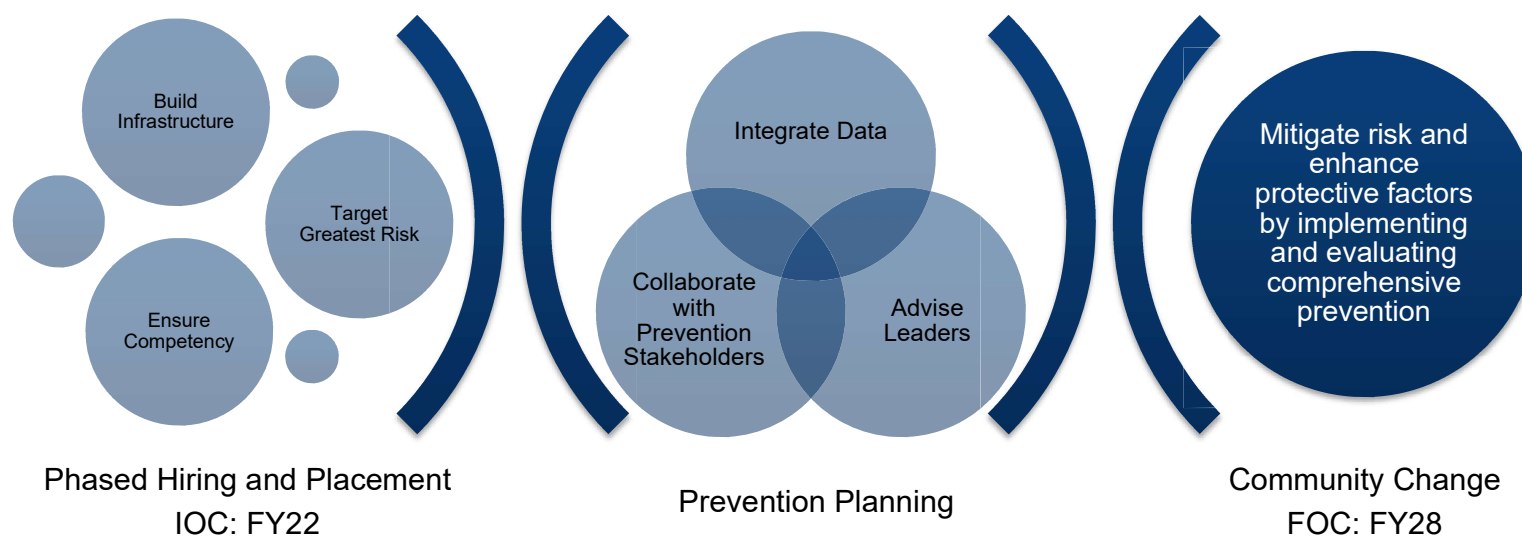 Build
Infrastructure
Target
Greatest Risk
Ensure
Competency
Phased Hiring and Placement
IOC: FY22
Integrate Data
Collaborate
with
Prevention
Stakeholders
Advise
Leaders
Prevention Planning
Mitigate risk and
enhance
protective factors
by implementing
and evaluating
comprehensive
prevention
Community Change
FOC: FY28